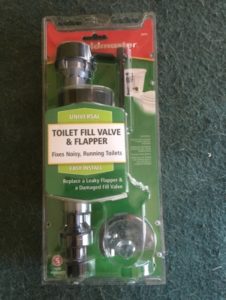 UNIVERSAL
TOILET FILL VALVE
& FLAPPER
Fixes Noisy, Running Toilets
EASY INSTALL
Replace a Leaky Flapper &
a Damaged Fill Valve